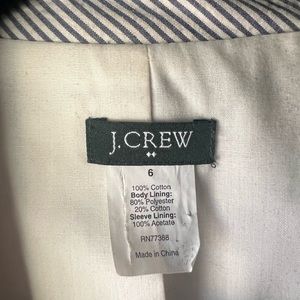 J.CREW
6
100% Cotton
Body Lining:
80% Polyester
20% Cotton
Sleeve Lining:
100% Acetate
RN77388
Made in China